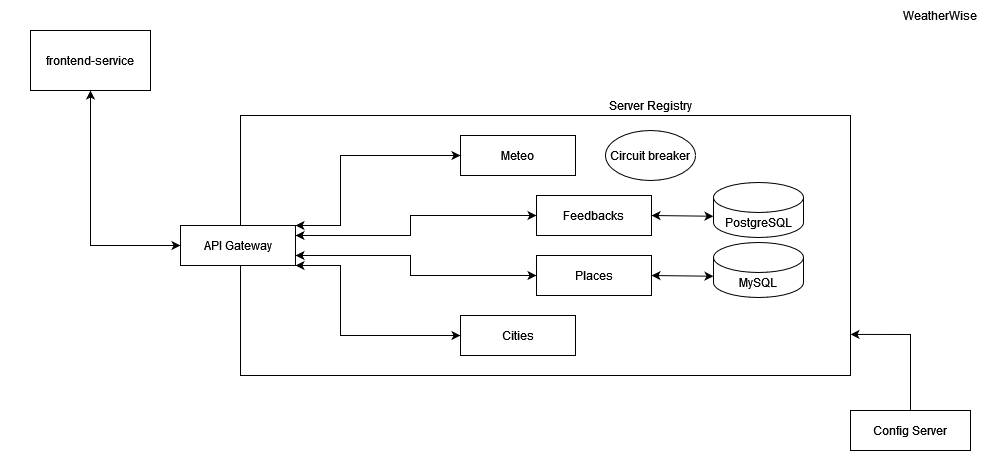 WeatherWise
frontend-service
Server Registry
Meteo
Circuit breaker
Feedbacks
PostgreSQL
API Gateway
Places
MySQL
Cities
Config Server